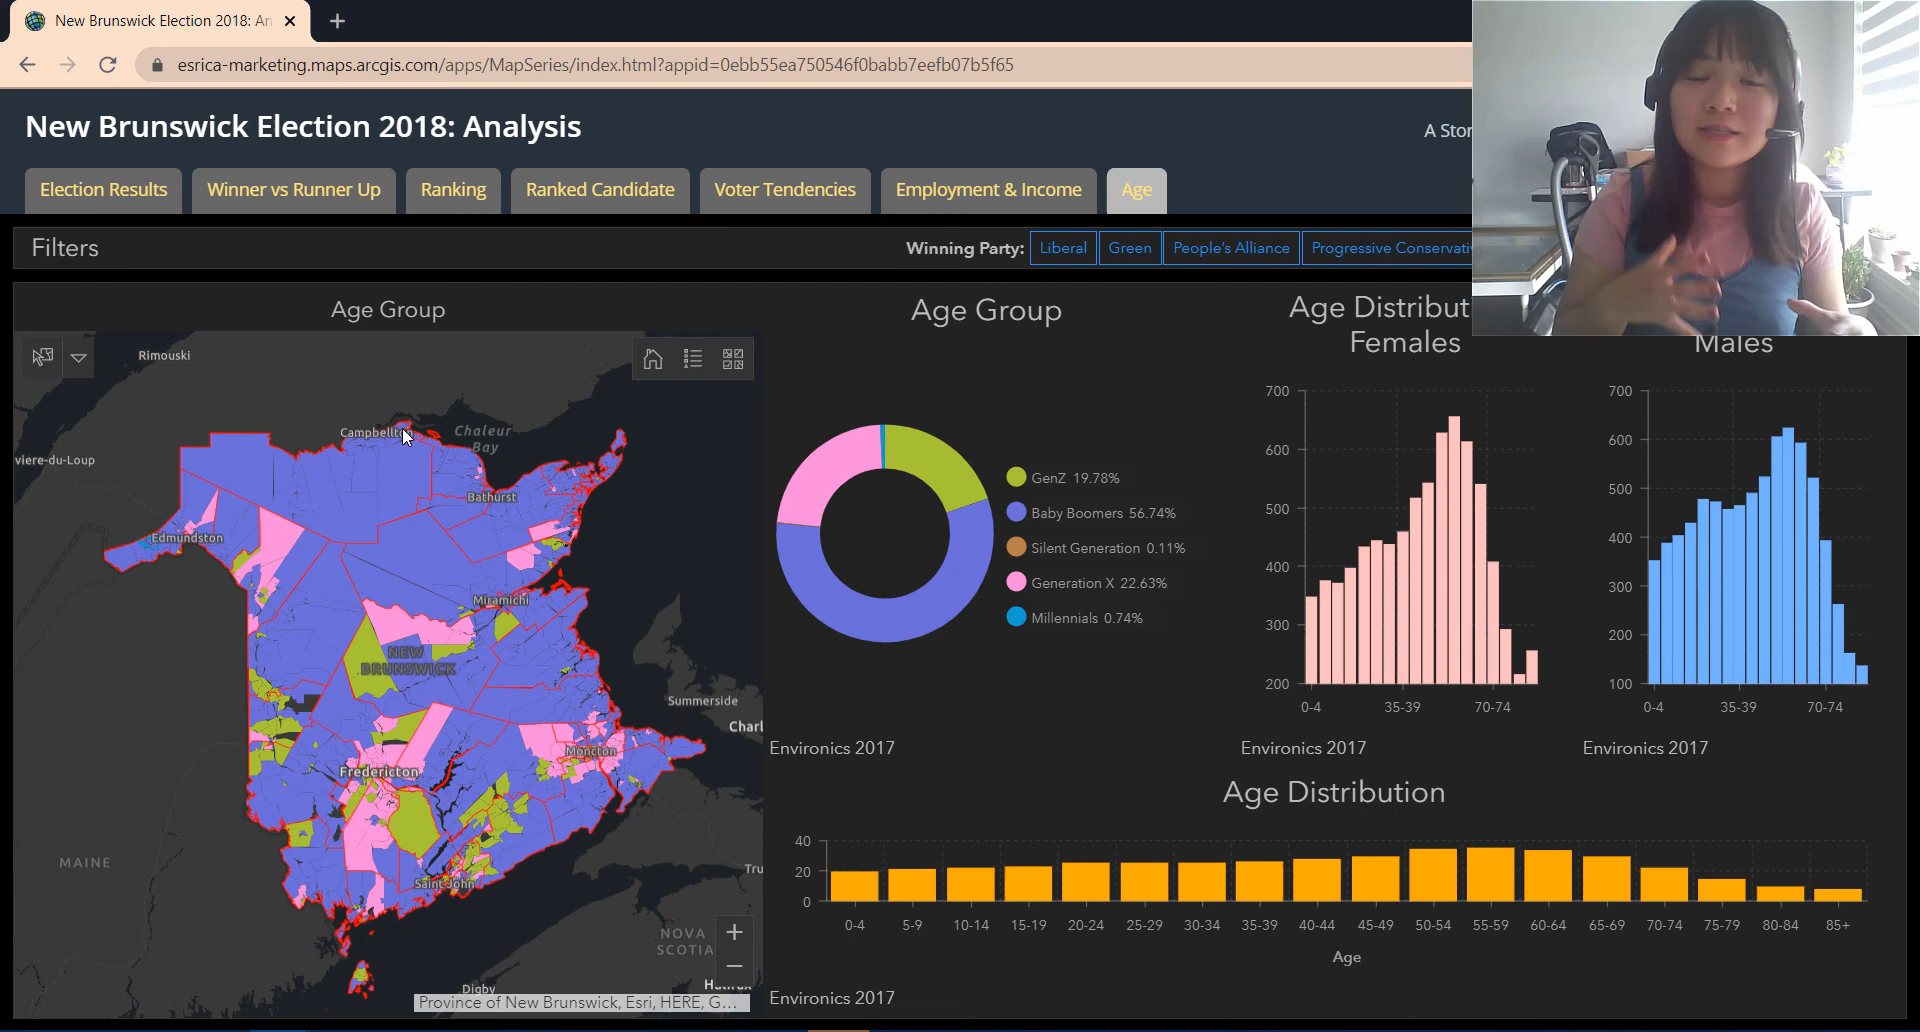 New Brunswick Election 2018: An
esrica-marketing.maps.arcgis.com/apps/MapSeries/index.html?appid=0ebb55ea750546f0babb7eefb07b5f65
New Brunswick Election 2018: Analysis
A Stor
Election Results
Winner vs Runner Up
Ranking
Ranked Candidate
Voter Tendencies
Employment & Income
Age
Filters
Winning Party:
Liberal
Green
People's Alliance
Progressive Conservativ
Age Group
Rimouski
Campbellto
Chaleur
Bay
viere-du-Loup
Bathurst
Edmundston
Miramichi
NEW
BRUNSWICK
Summerside
Charl
Moncton
Fredericton
MAINE
Tru
Saint John
NOVA
SCOTIA
Halifax
Digby
Province of New Brunswick, Esri, HERE, G...
Age Group
GenZ 19.78%
Baby Boomers 56.74%
Silent Generation 0.11%
Generation X 22.63%
Millennials 0.74%
Environics 2017
Age Distribut
Females
700
600
500
400
300
200
0-4
35-39
70-74
Environics 2017
Males
700
600
500
400
300
200
100
0-4
35-39
70-74
Environics 2017
Age Distribution
40
20
0
0-4
5-9
10-14
15-19
20-24
25-29
30-34
35-39
40-44
45-49
50-54
55-59
60-64
65-69
70-74
75-79
80-84
85+
Age
Environics 2017